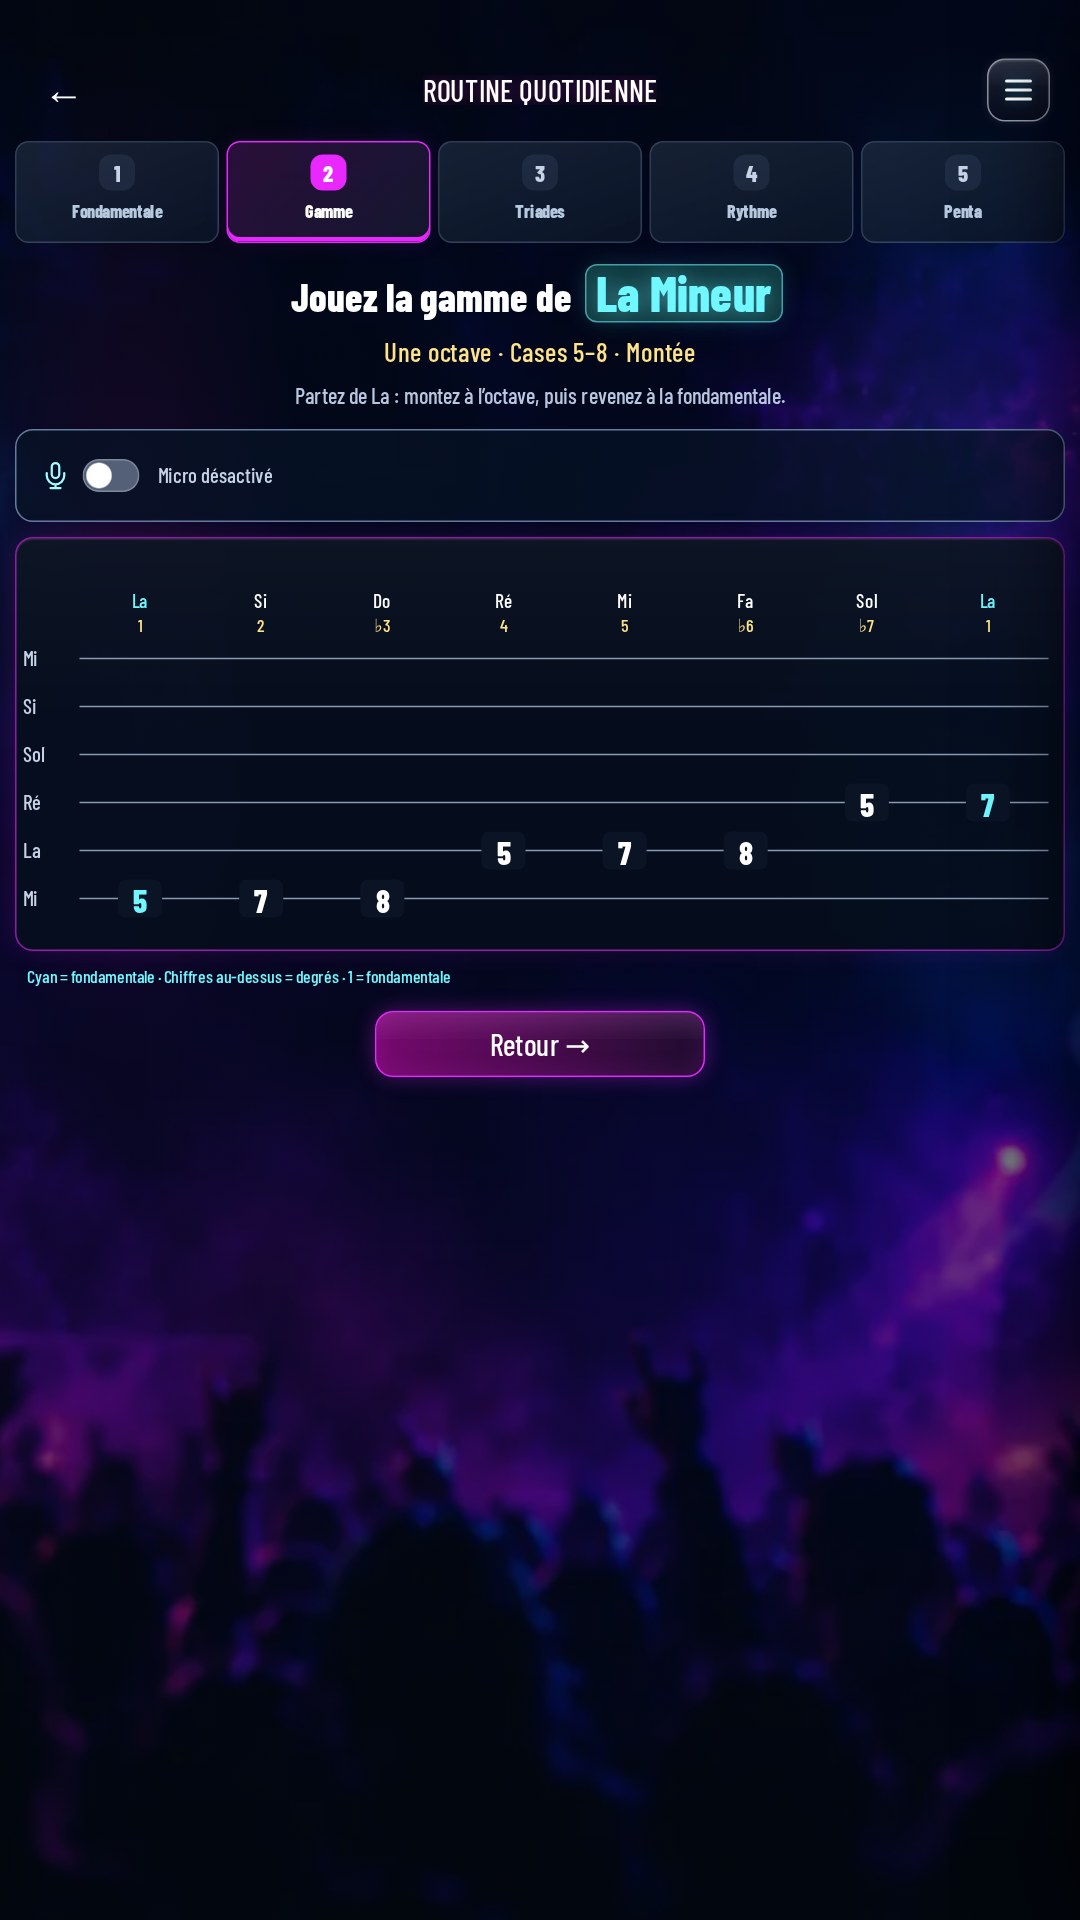 ← ROUTINE QUOTIDIENNE
1 2 3 4 5
Fondamentale Gamme Triades Rythme Penta
Jouez la gamme de La Mineur
Une octave · Cases 5–8 · Montée
Partez de La : montez à l’octave, puis revenez à la fondamentale.
Micro désactivé
La Si Do Ré Mi Fa Sol La
1 2 ♭3 4 5 ♭6 ♭7 1
Mi
Si
Sol
Ré 5 7
La 5 7 8
Mi 5 7 8
Cyan = fondamentale · Chiffres au-dessus = degrés · 1 = fondamentale
Retour →